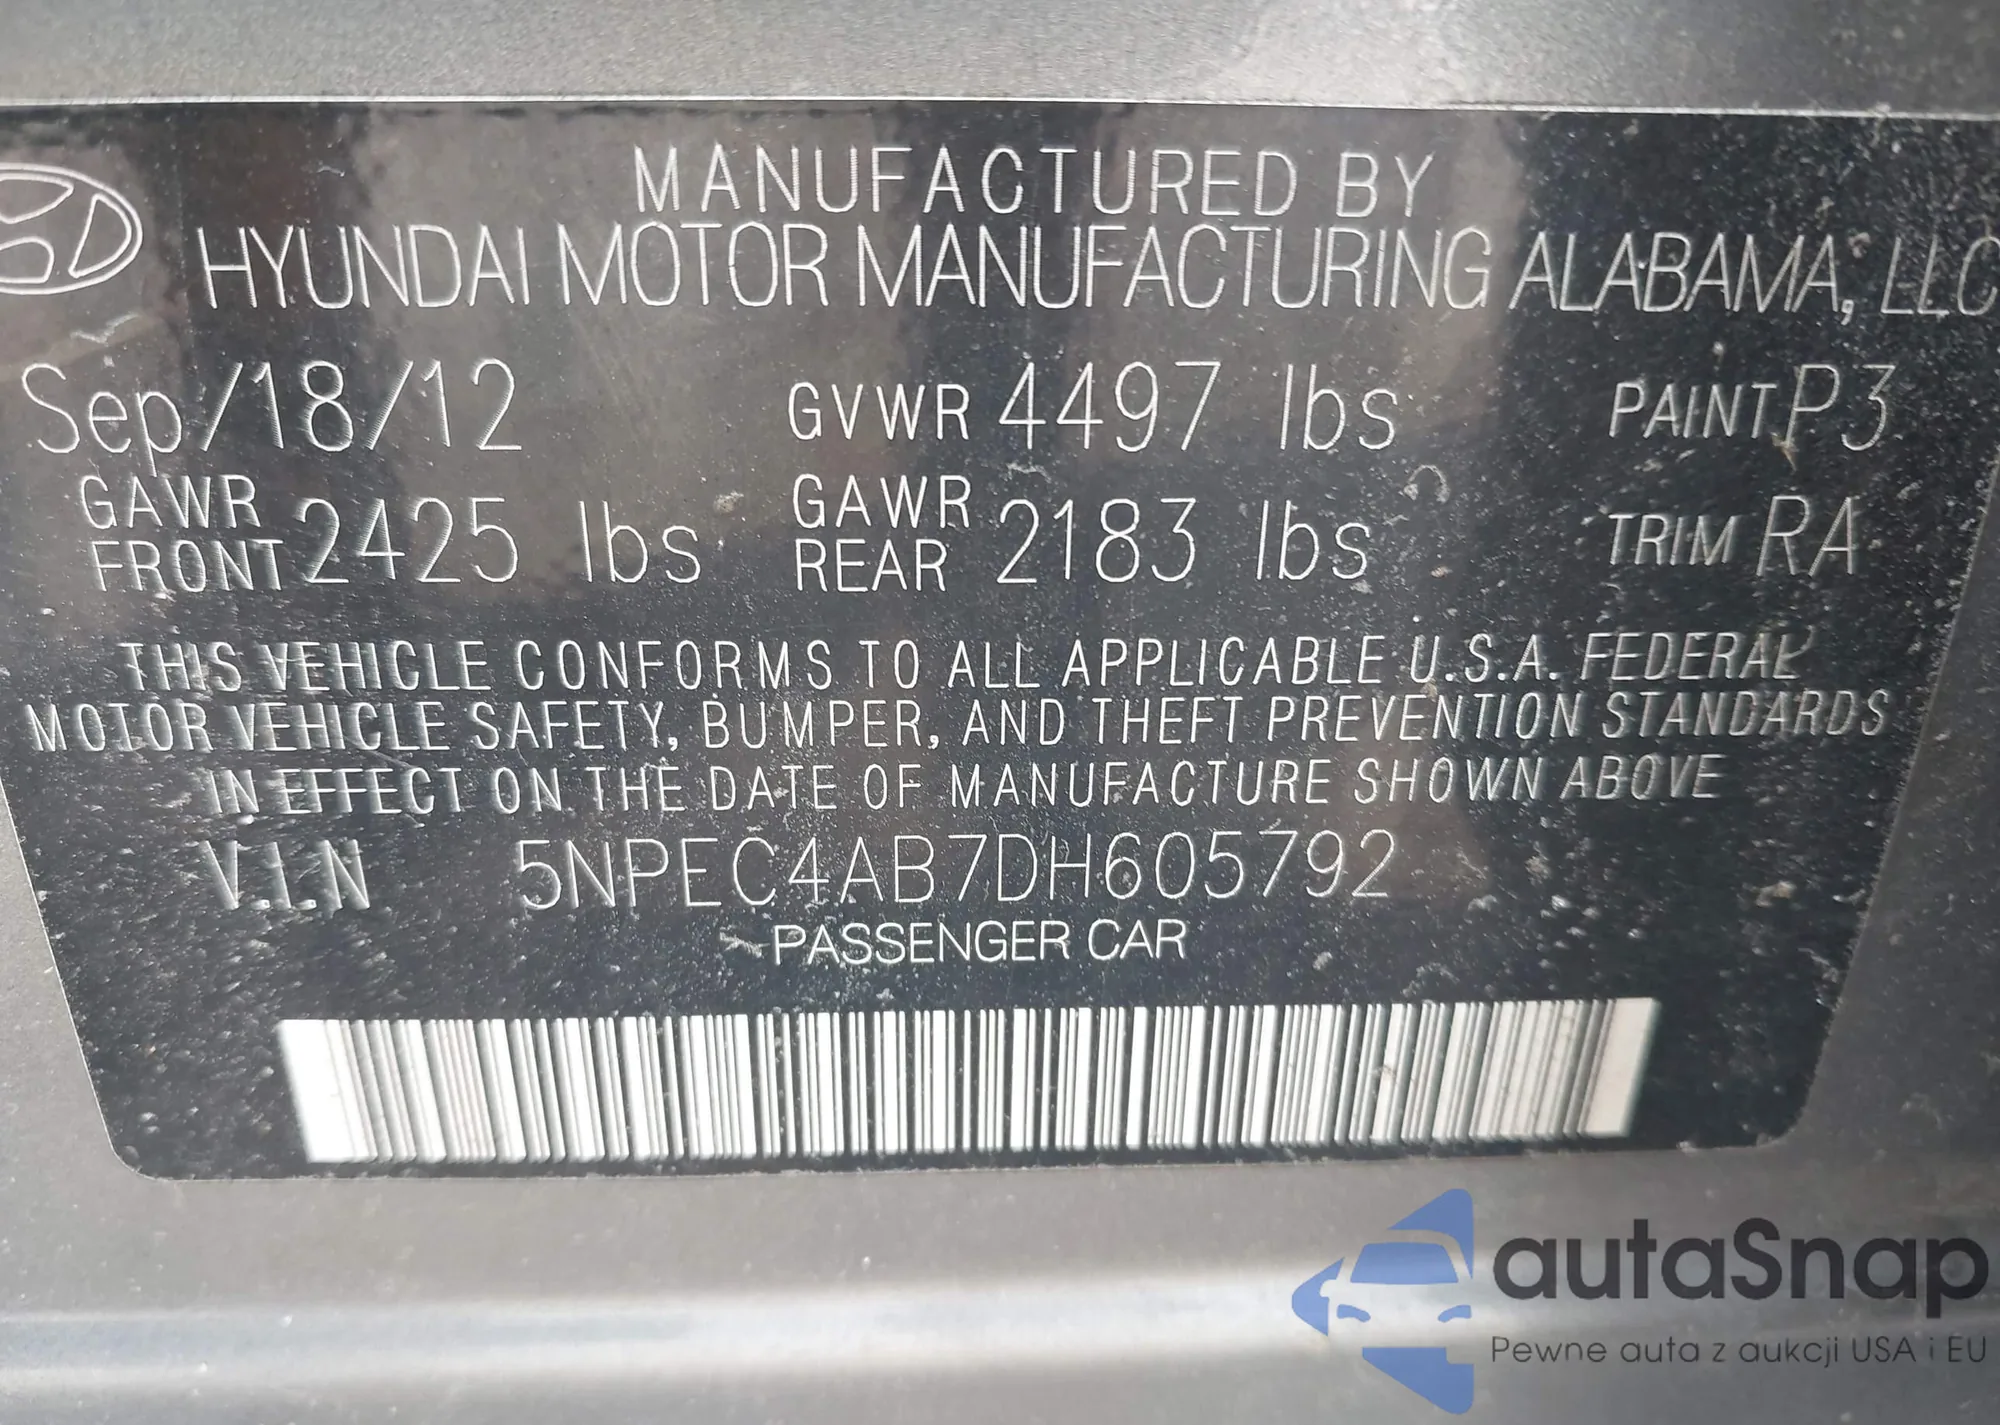 MANUFACTURED BY
HYUNDAI MOTOR MANUFACTURING ALABAMA, LLC
Sep/18/12 GVWR 4497 lbs PAINT P3
GAWR FRONT 2425 lbs GAWR REAR 2183 lbs TRIM RA
THIS VEHICLE CONFORMS TO ALL APPLICABLE U.S.A. FEDERAL
MOTOR VEHICLE SAFETY, BUMPER, AND THEFT PREVENTION STANDARDS
IN EFFECT ON THE DATE OF MANUFACTURE SHOWN ABOVE
V.I.N 5NPEC4AB7DH605792
PASSENGER CAR
autaSnap
Pewne auta z aukcji USA i EU